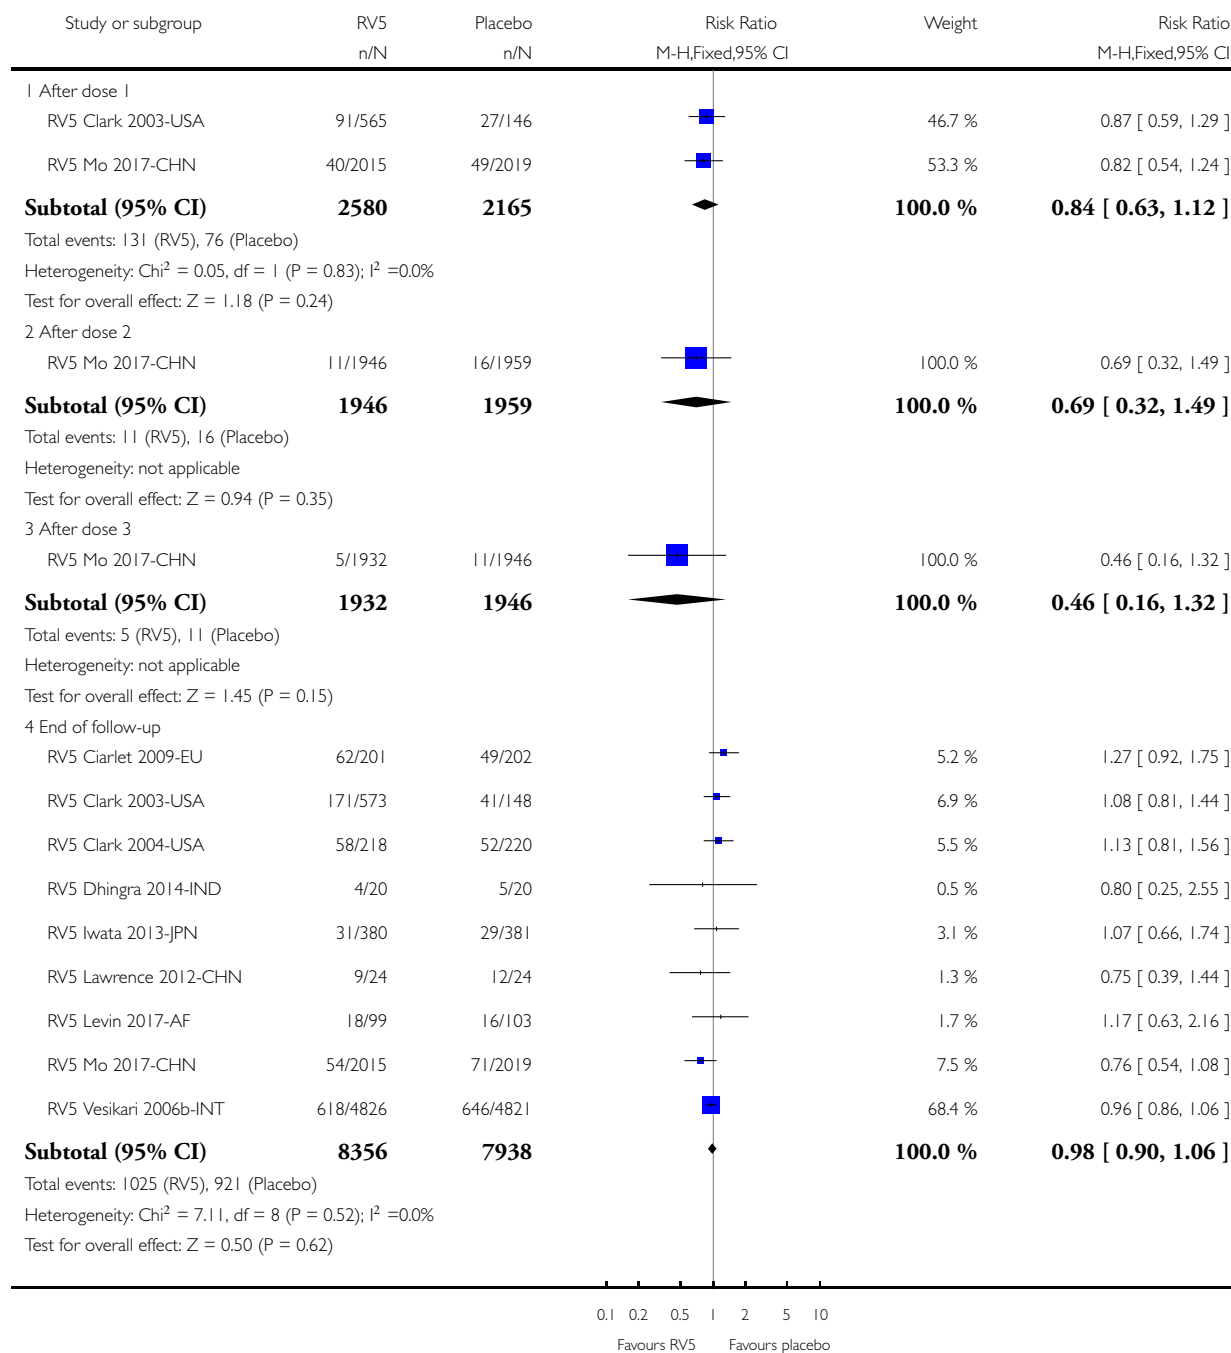 Study or subgroup RV5 Placebo Risk Ratio Weight Risk Ratio
n/N n/N M-H,Fixed,95% CI M-H,Fixed,95% CI
1 After dose 1
RV5 Clark 2003-USA 91/565 27/146 46.7 % 0.87 [ 0.59, 1.29 ]
RV5 Mo 2017-CHN 40/2015 49/2019 53.3 % 0.82 [ 0.54, 1.24 ]
Subtotal (95% CI) 2580 2165 100.0 % 0.84 [ 0.63, 1.12 ]
Total events: 131 (RV5), 76 (Placebo)
Heterogeneity: Chi² = 0.05, df = 1 (P = 0.83); I² =0.0%
Test for overall effect: Z = 1.18 (P = 0.24)
2 After dose 2
RV5 Mo 2017-CHN 11/1946 16/1959 100.0 % 0.69 [ 0.32, 1.49 ]
Subtotal (95% CI) 1946 1959 100.0 % 0.69 [ 0.32, 1.49 ]
Total events: 11 (RV5), 16 (Placebo)
Heterogeneity: not applicable
Test for overall effect: Z = 0.94 (P = 0.35)
3 After dose 3
RV5 Mo 2017-CHN 5/1932 11/1946 100.0 % 0.46 [ 0.16, 1.32 ]
Subtotal (95% CI) 1932 1946 100.0 % 0.46 [ 0.16, 1.32 ]
Total events: 5 (RV5), 11 (Placebo)
Heterogeneity: not applicable
Test for overall effect: Z = 1.45 (P = 0.15)
4 End of follow-up
RV5 Ciarlet 2009-EU 62/201 49/202 5.2 % 1.27 [ 0.92, 1.75 ]
RV5 Clark 2003-USA 171/573 41/148 6.9 % 1.08 [ 0.81, 1.44 ]
RV5 Clark 2004-USA 58/218 52/220 5.5 % 1.13 [ 0.81, 1.56 ]
RV5 Dhingra 2014-IND 4/20 5/20 0.5 % 0.80 [ 0.25, 2.55 ]
RV5 Iwata 2013-JPN 31/380 29/381 3.1 % 1.07 [ 0.66, 1.74 ]
RV5 Lawrence 2012-CHN 9/24 12/24 1.3 % 0.75 [ 0.39, 1.44 ]
RV5 Levin 2017-AF 18/99 16/103 1.7 % 1.17 [ 0.63, 2.16 ]
RV5 Mo 2017-CHN 54/2015 71/2019 7.5 % 0.76 [ 0.54, 1.08 ]
RV5 Vesikari 2006b-INT 618/4826 646/4821 68.4 % 0.96 [ 0.86, 1.06 ]
Subtotal (95% CI) 8356 7938 100.0 % 0.98 [ 0.90, 1.06 ]
Total events: 1025 (RV5), 921 (Placebo)
Heterogeneity: Chi² = 7.11, df = 8 (P = 0.52); I² =0.0%
Test for overall effect: Z = 0.50 (P = 0.62)
0.1 0.2 0.5 1 2 5 10
Favours RV5 Favours placebo